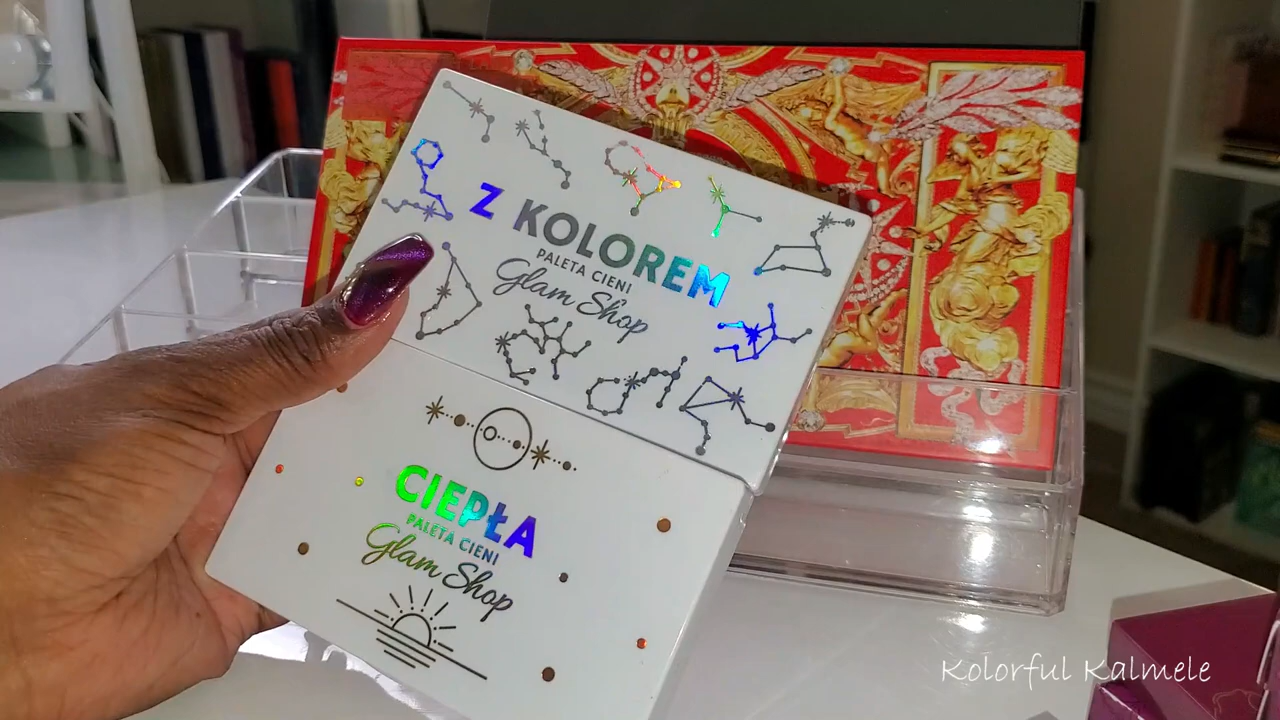 Z KOLOREM
PALETA CIENI
Glam Shop
CIEPŁA
PALETA CIENI
Glam Shop
Kolorful Kalmele